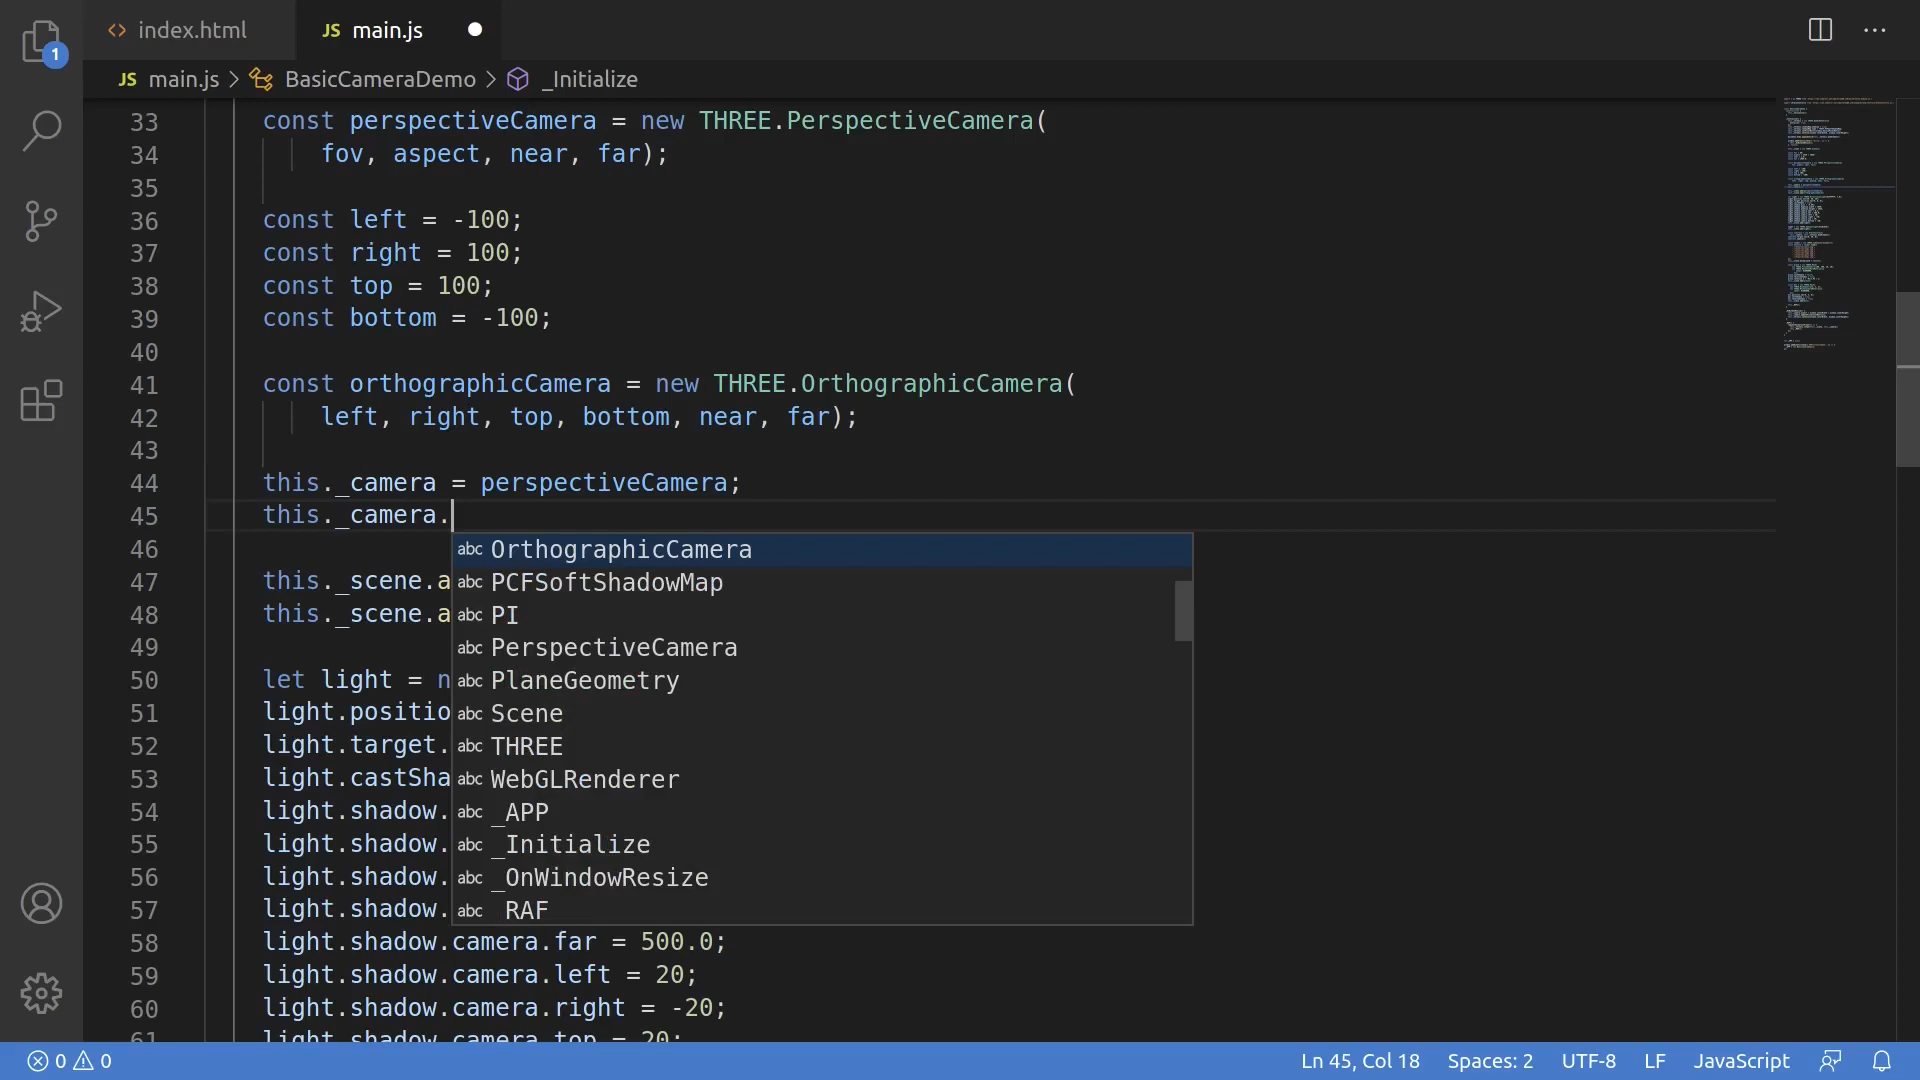 1
<> index.html
JS main.js
JS main.js > BasicCameraDemo > _Initialize
33 const perspectiveCamera = new THREE.PerspectiveCamera(
34 fov, aspect, near, far);
35
36 const left = -100;
37 const right = 100;
38 const top = 100;
39 const bottom = -100;
40
41 const orthographicCamera = new THREE.OrthographicCamera(
42 left, right, top, bottom, near, far);
43
44 this._camera = perspectiveCamera;
45 this._camera.
46 abc OrthographicCamera
47 this._scene.a abc PCFSoftShadowMap
48 this._scene.a abc PI
49 abc PerspectiveCamera
50 let light = n abc PlaneGeometry
51 light.positio abc Scene
52 light.target. abc THREE
53 light.castSha abc WebGLRenderer
54 light.shadow. abc _APP
55 light.shadow. abc _Initialize
56 light.shadow. abc _OnWindowResize
57 light.shadow. abc _RAF
58 light.shadow.camera.far = 500.0;
59 light.shadow.camera.left = 20;
60 light.shadow.camera.right = -20;
61 light.shadow.camera.top = 20;
0 0 Ln 45, Col 18 Spaces: 2 UTF-8 LF JavaScript